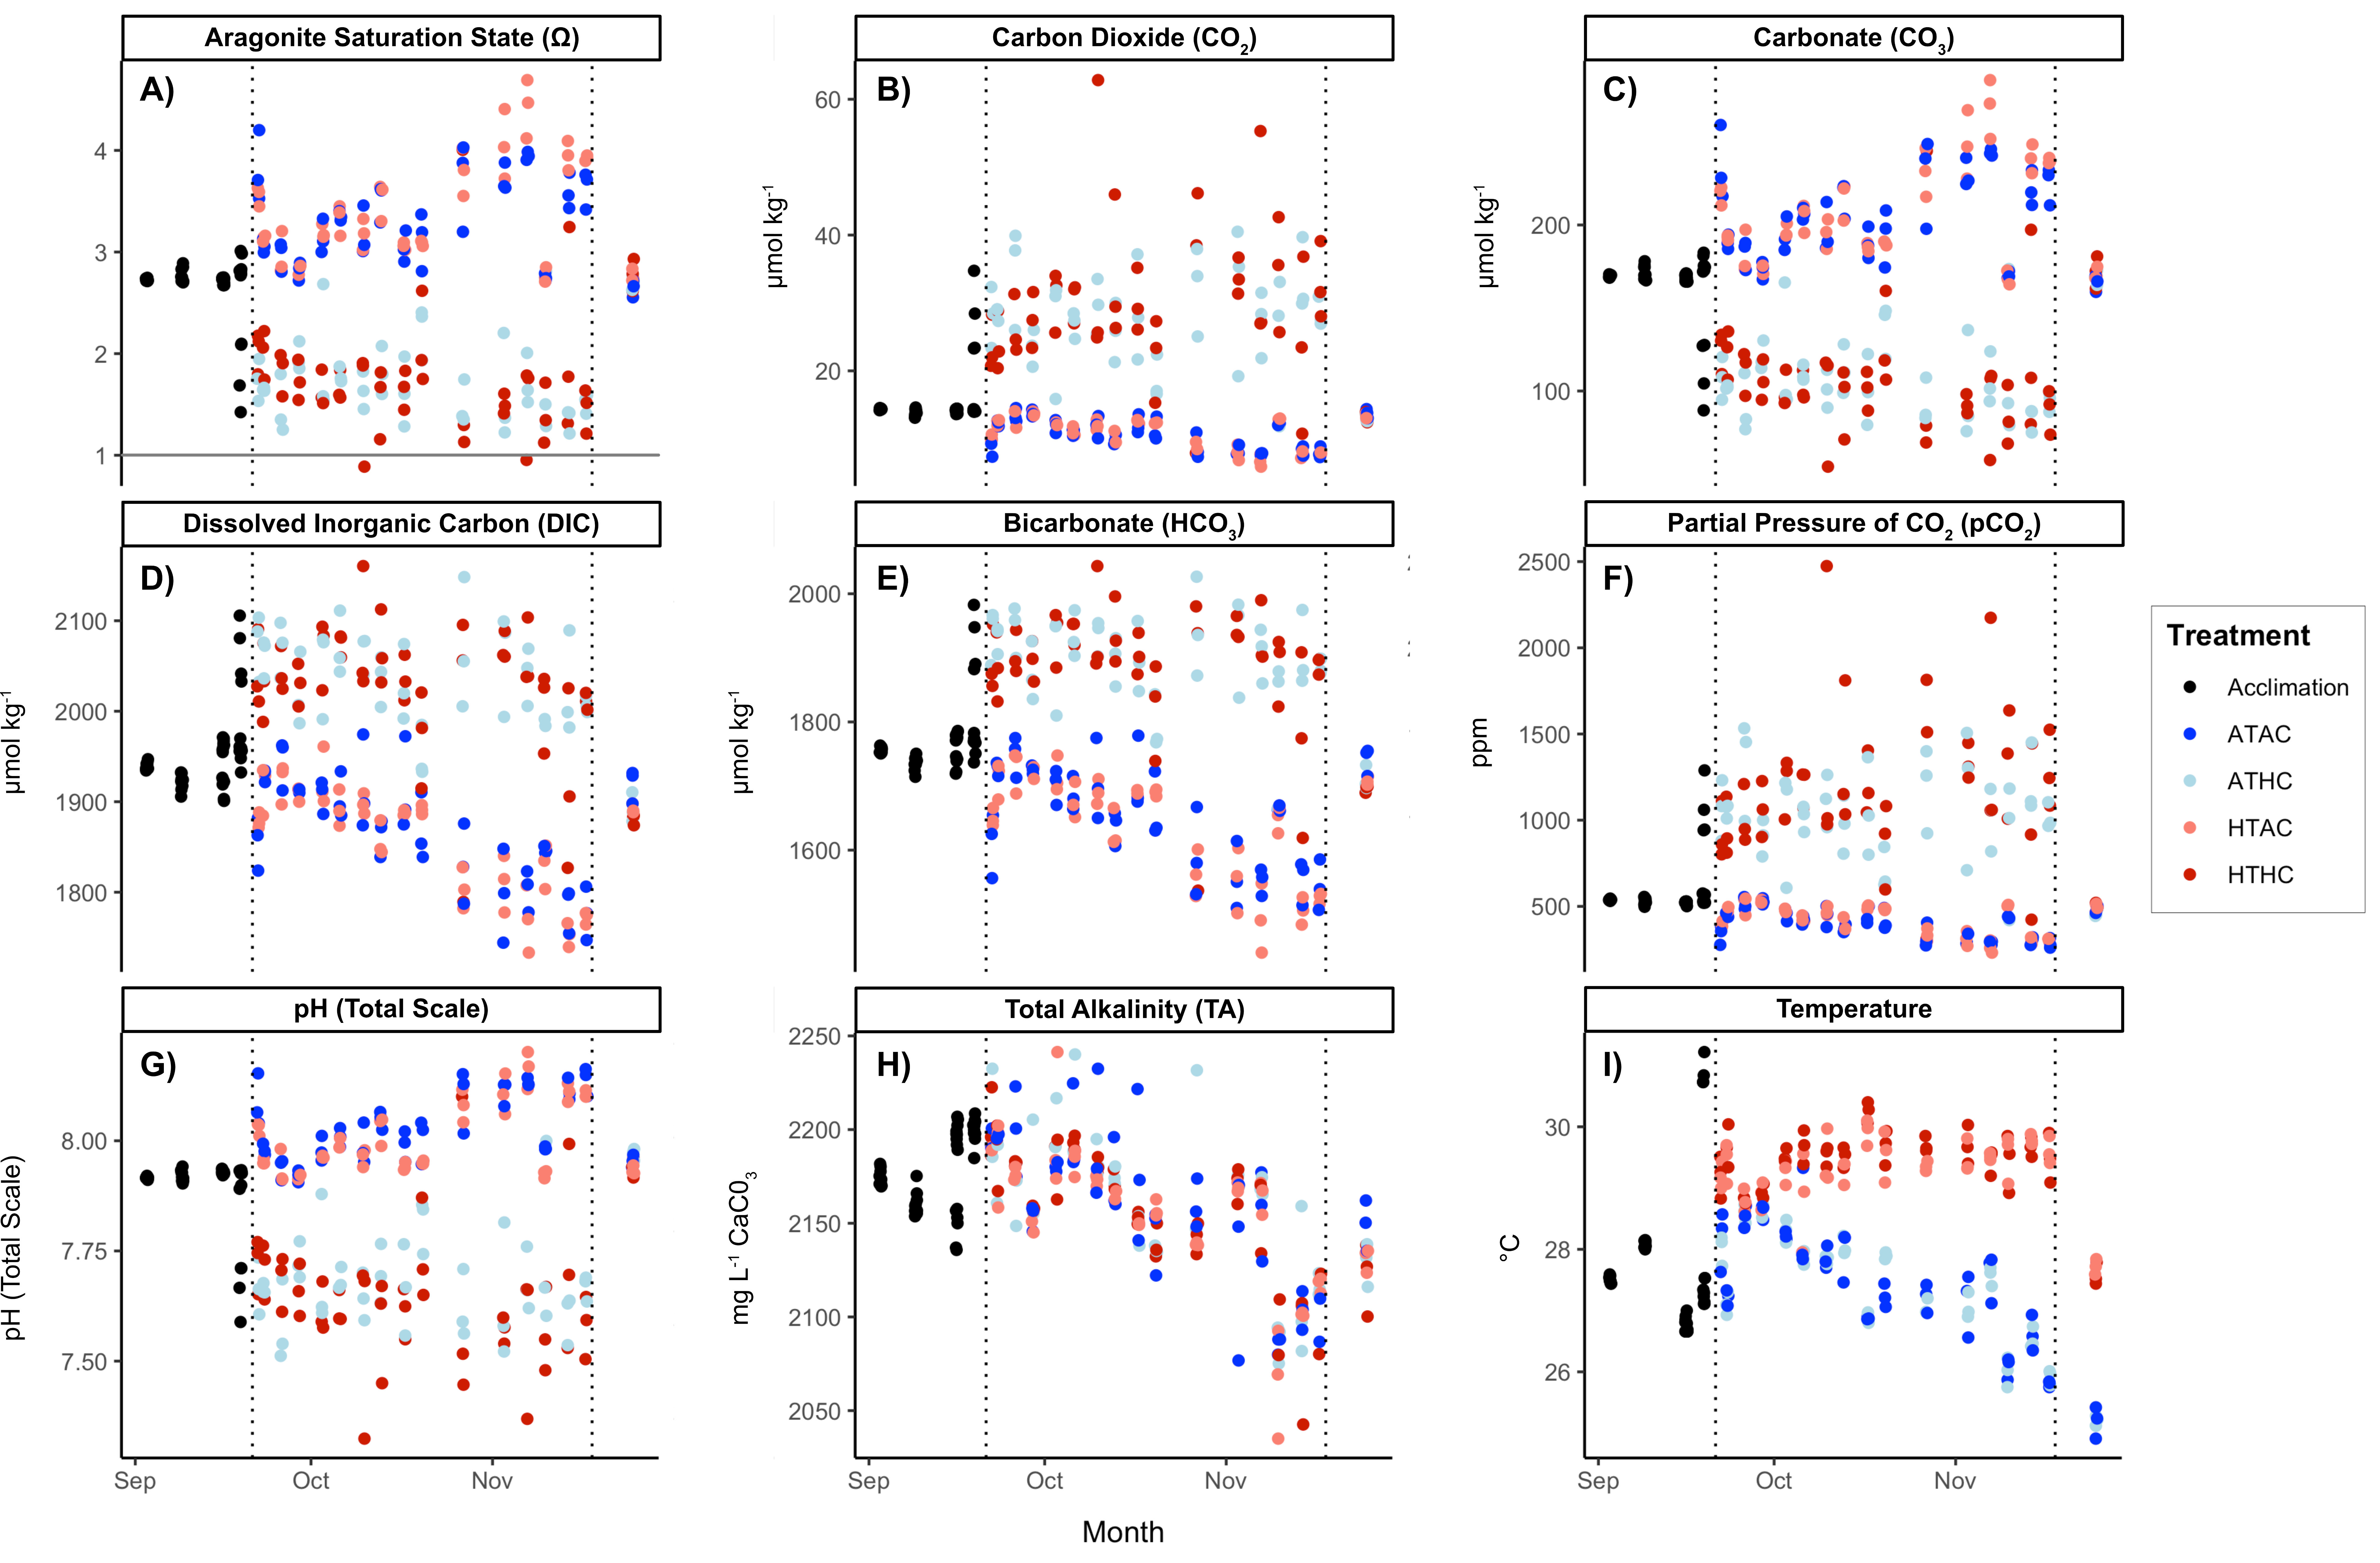 Aragonite Saturation State (Ω)
Carbon Dioxide (CO₂)
Carbonate (CO₃)
A)
B)
C)
4
3
2
1
µmol kg⁻¹
60
40
20
µmol kg⁻¹
200
100
Dissolved Inorganic Carbon (DIC)
Bicarbonate (HCO₃)
Partial Pressure of CO₂ (pCO₂)
D)
E)
F)
µmol kg⁻¹
2100
2000
1900
1800
µmol kg⁻¹
2000
1800
1600
ppm
2500
2000
1500
1000
500
Treatment
Acclimation
ATAC
ATHC
HTAC
HTHC
pH (Total Scale)
Total Alkalinity (TA)
Temperature
G)
H)
I)
pH (Total Scale)
8.00
7.75
7.50
mg L⁻¹ CaC0₃
2250
2200
2150
2100
2050
°C
30
28
26
Sep
Oct
Nov
Sep
Oct
Nov
Sep
Oct
Nov
Month